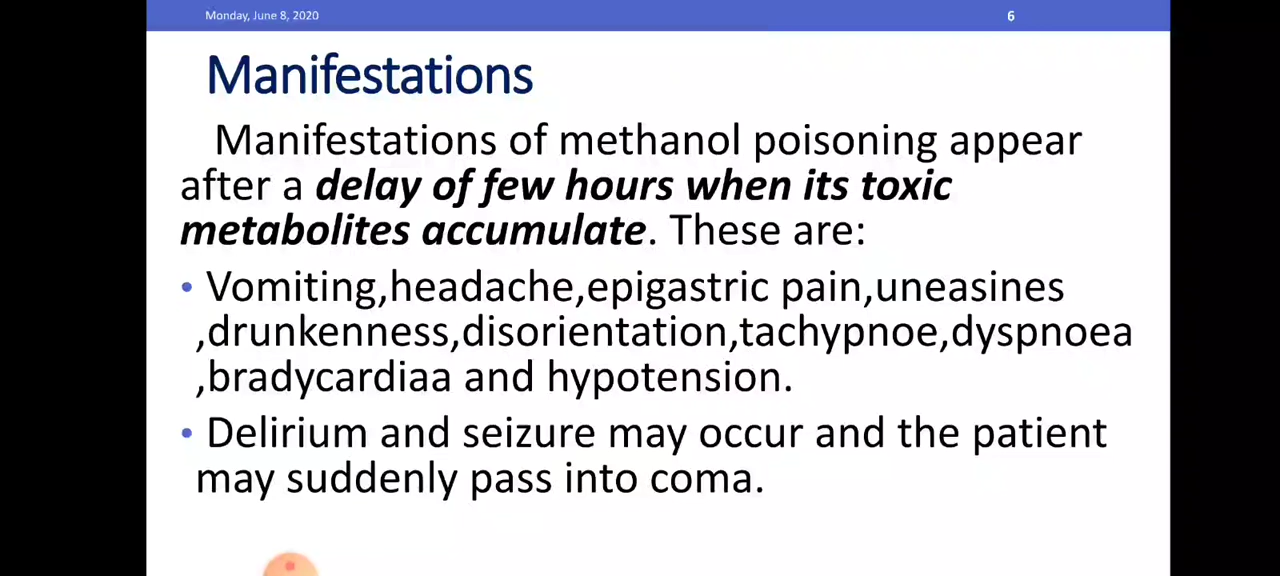 Monday, June 8, 2020
6
Manifestations
Manifestations of methanol poisoning appear
after a delay of few hours when its toxic
metabolites accumulate. These are:
• Vomiting,headache,epigastric pain,uneasines
,drunkenness,disorientation,tachypnoe,dyspnoea
,bradycardiaa and hypotension.
• Delirium and seizure may occur and the patient
may suddenly pass into coma.